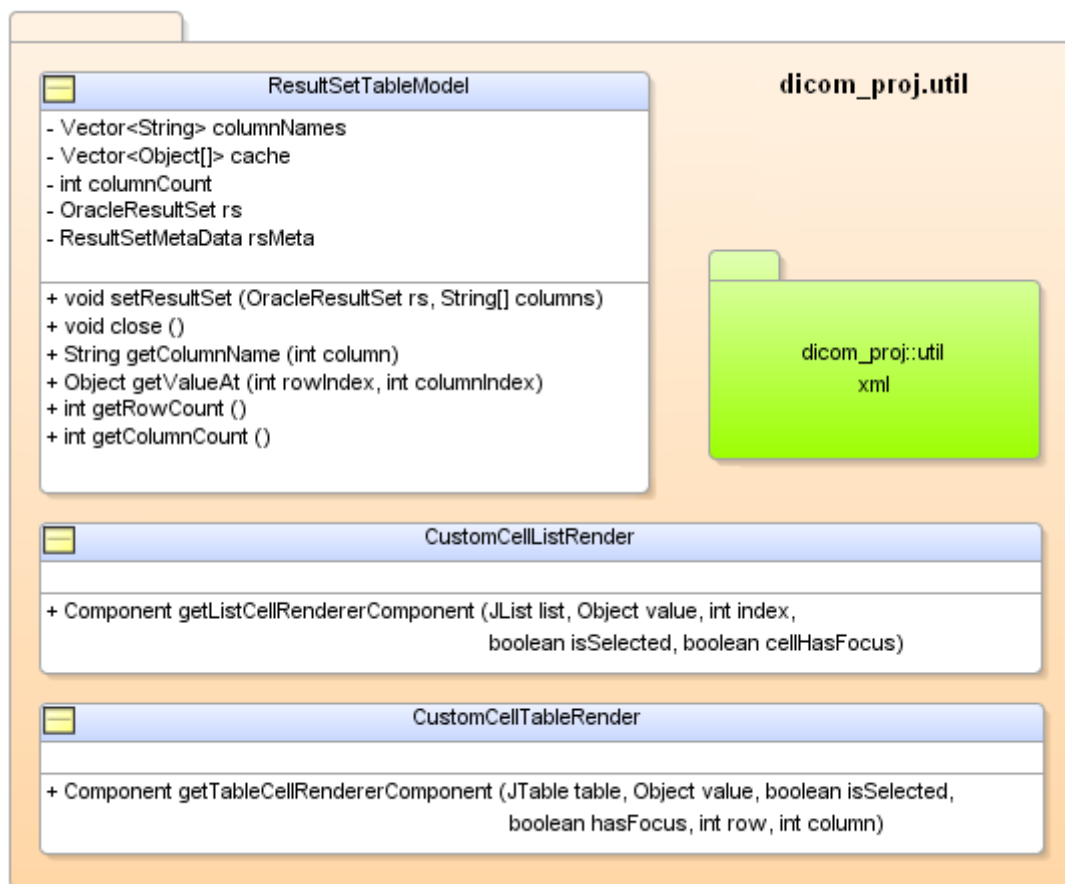 ResultSetTableModel
- Vector<String> columnNames
- Vector<Object[]> cache
- int columnCount
- OracleResultSet rs
- ResultSetMetaData rsMeta
+ void setResultSet (OracleResultSet rs, String[] columns)
+ void close ()
+ String getColumnName (int column)
+ Object getValueAt (int rowIndex, int columnIndex)
+ int getRowCount ()
+ int getColumnCount ()
dicom_proj.util
dicom_proj::util
xml
CustomCellListRender
+ Component getListCellRendererComponent (JList list, Object value, int index,
boolean isSelected, boolean cellHasFocus)
CustomCellTableRender
+ Component getTableCellRendererComponent (JTable table, Object value, boolean isSelected,
boolean hasFocus, int row, int column)